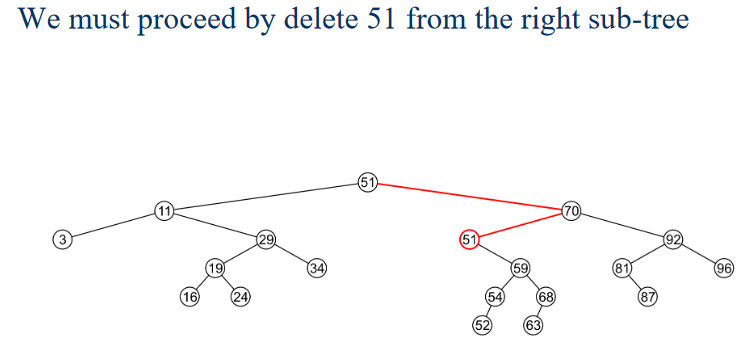 We must proceed by delete 51 from the right sub-tree
51
11 70
3 29 51 92
19 34 59 81 96
16 24 54 68 87
52 63